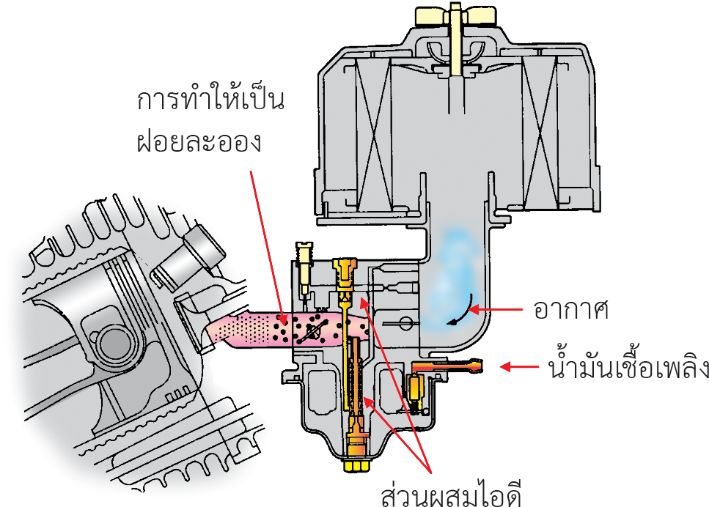 การทำให้เป็น
ฝอยละออง
อากาศ
น้ำมันเชื้อเพลิง
ส่วนผสมไอดี